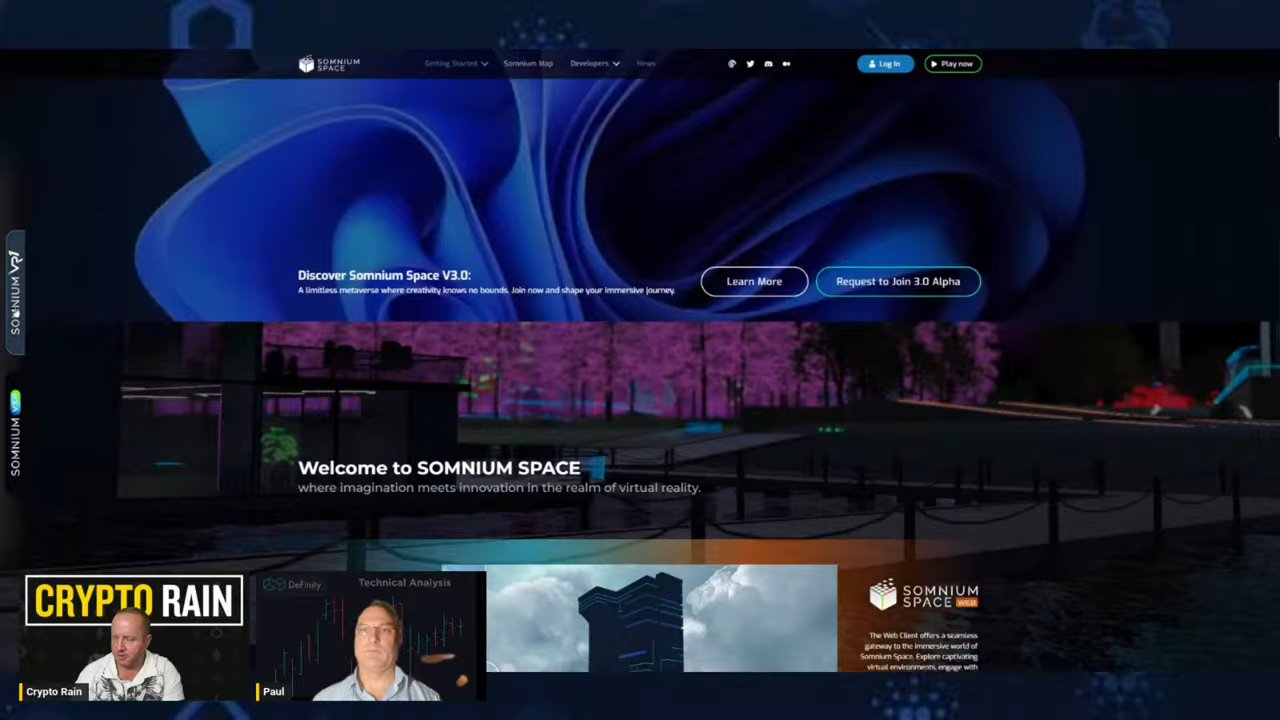 SOMNIUM
SPACE
Getting Started
Somnium Map
Developers
News
Log In
Play now
SOMNIUM VR1
SOMNIUM
Discover Somnium Space V3.0:
A limitless metaverse where creativity knows no bounds. Join now and shape your immersive journey.
Learn More
Request to Join 3.0 Alpha
Welcome to SOMNIUM SPACE
where imagination meets innovation in the realm of virtual reality.
SOMNIUM
SPACE WEB
The Web Client offers a seamless
gateway to the immersive world of
Somnium Space. Explore captivating
virtual environments, engage with
CRYPTO RAIN
Crypto Rain
DeFinity
Technical Analysis
Paul